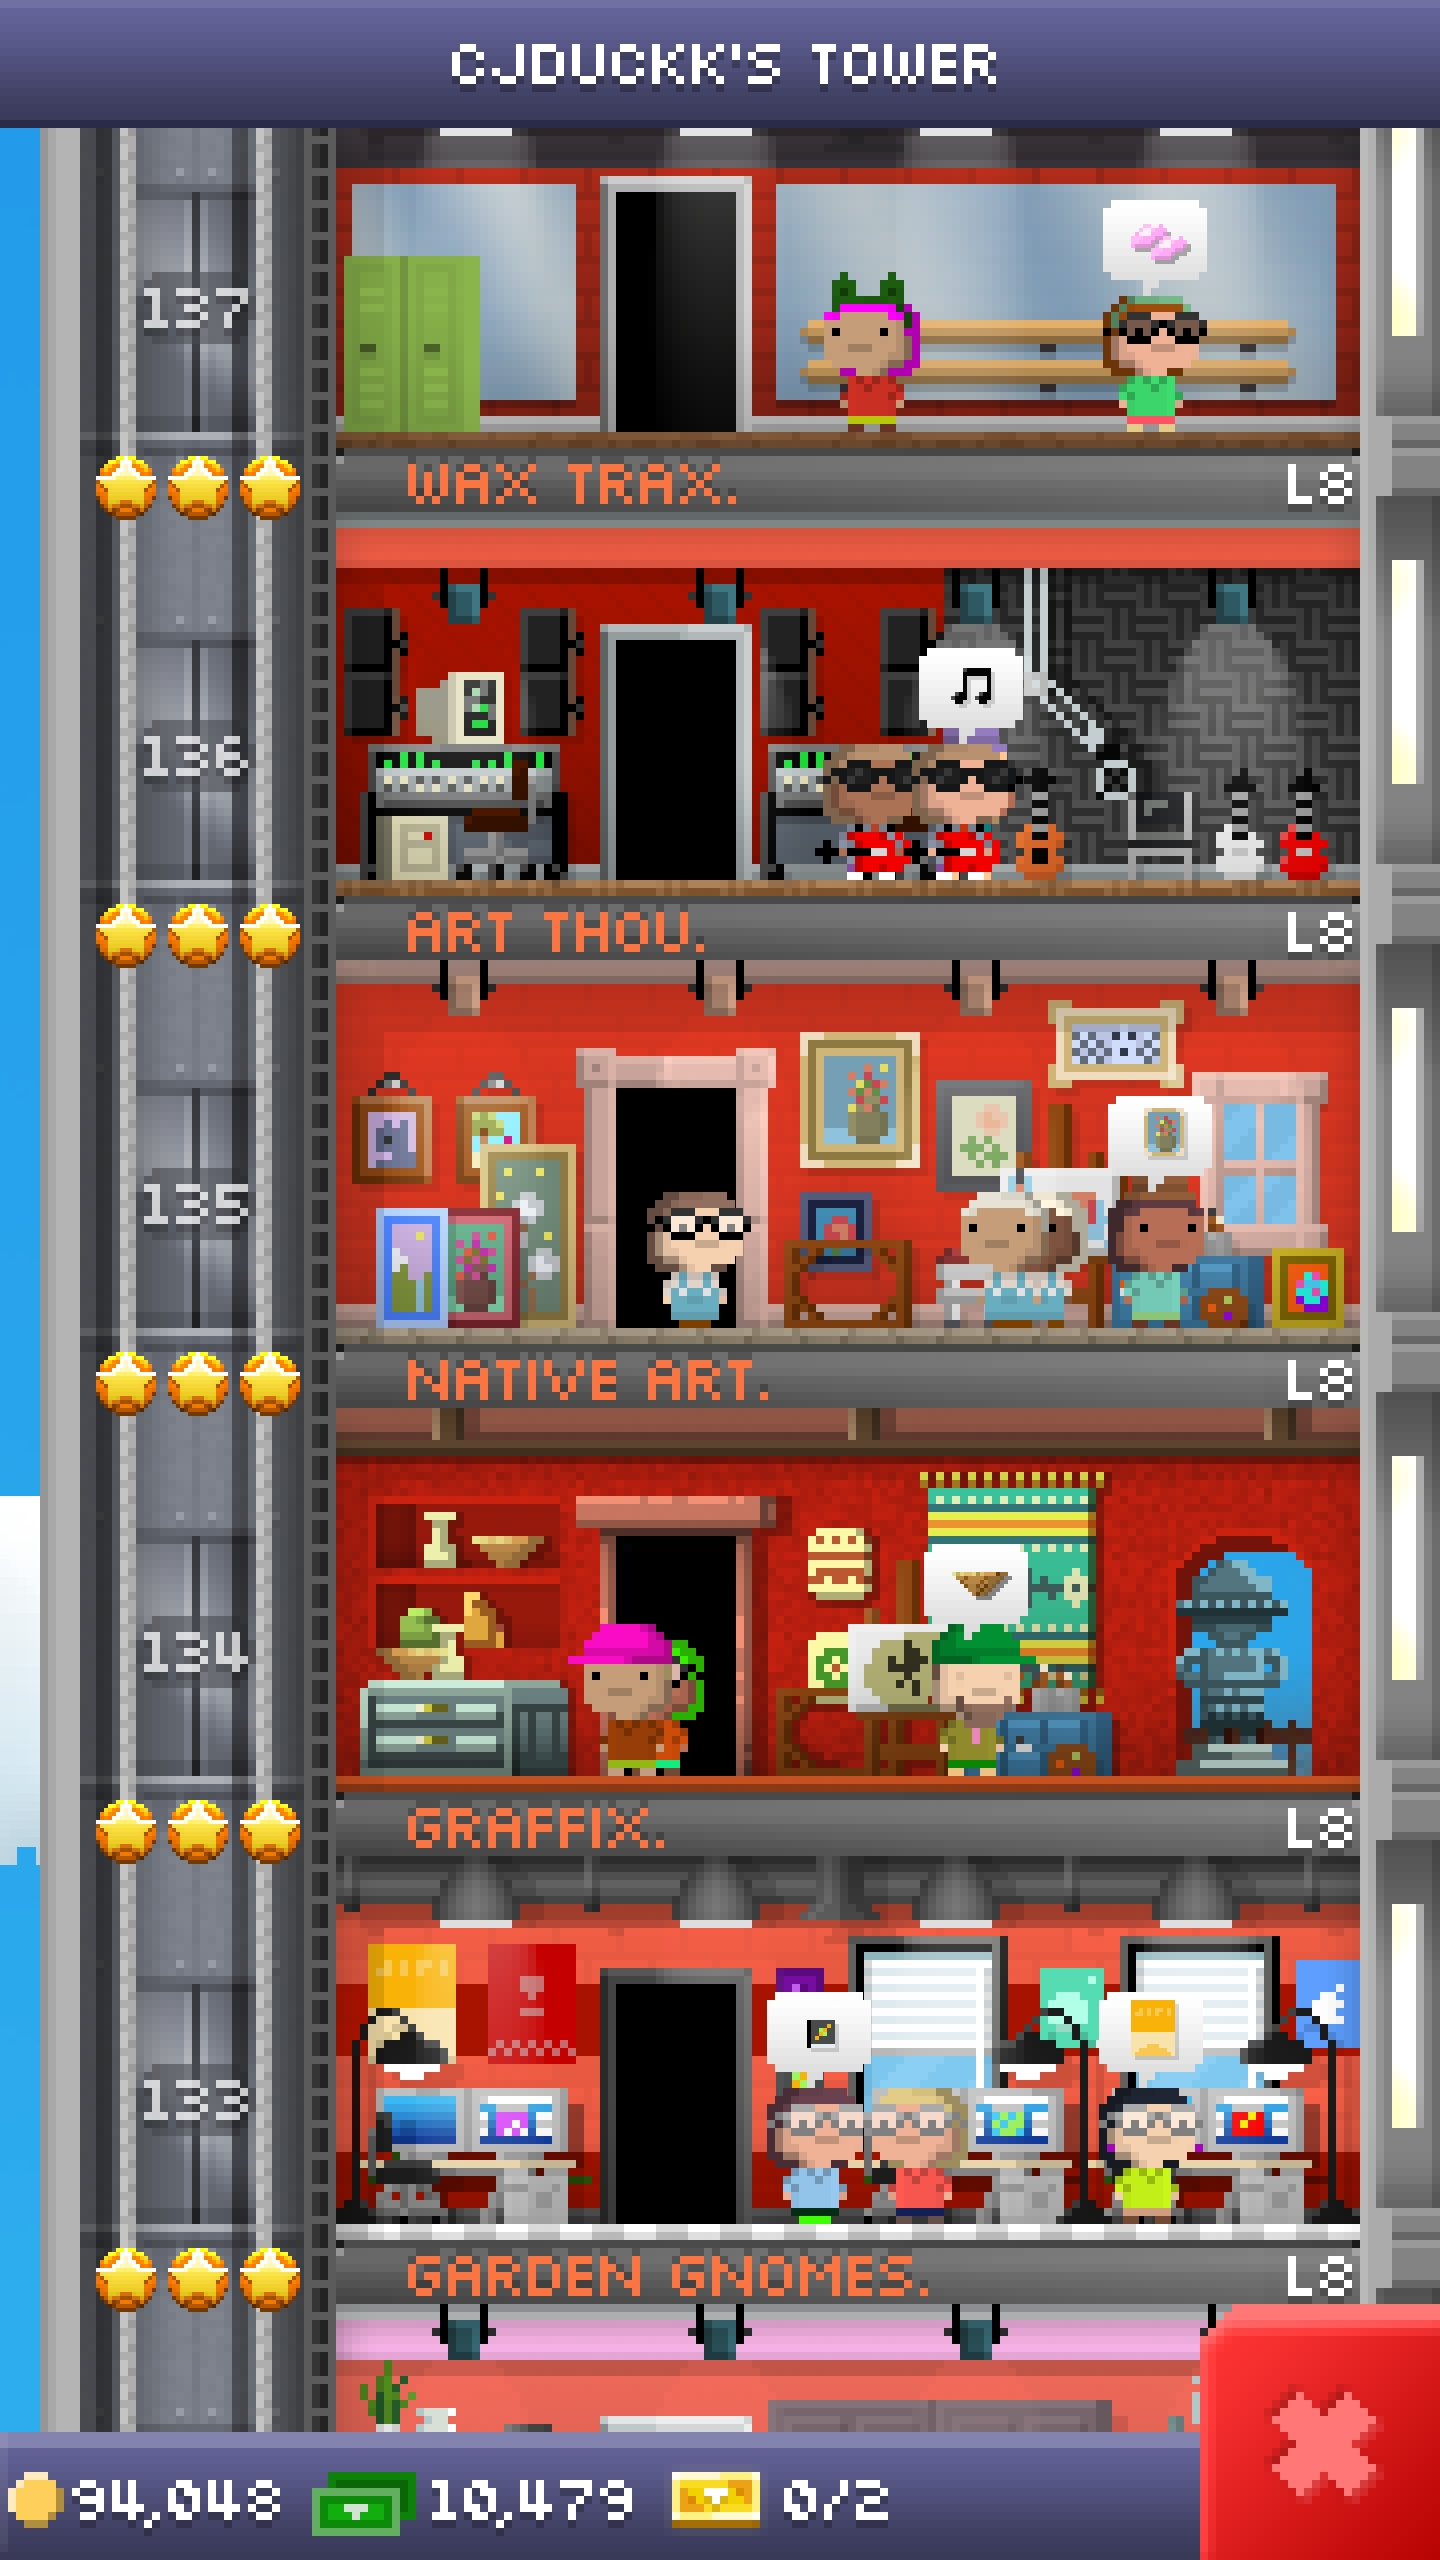 CJDUCKK'S TOWER
137
WAX TRAX. L8
136
ART THOU. L8
135
NATIVE ART. L8
134
GRAFFIX. L8
133
GARDEN GNOMES. L8
94,048 10,479 0/2